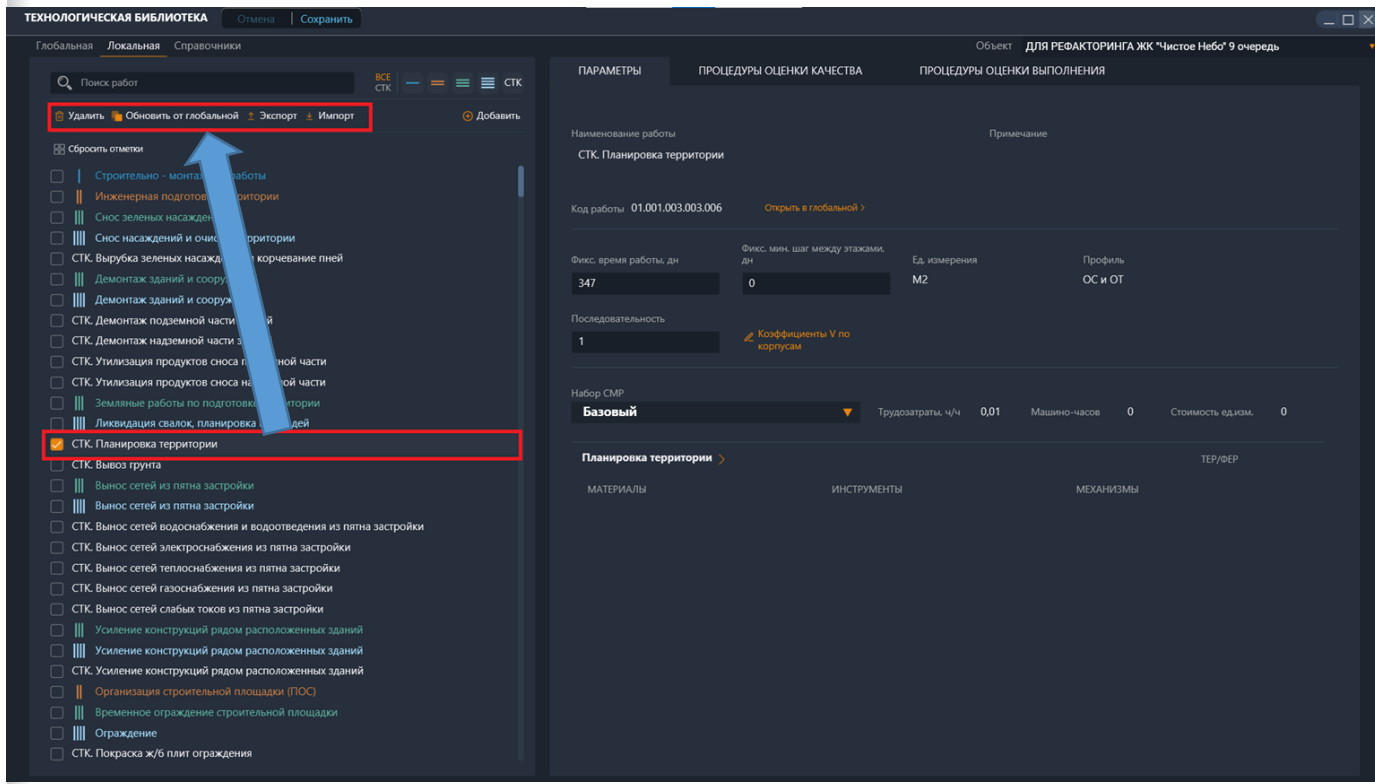 ТЕХНОЛОГИЧЕСКАЯ БИБЛИОТЕКА Отмена Сохранить
Глобальная Локальная Справочники Объект ДЛЯ РЕФАКТОРИНГА ЖК "Чистое Небо" 9 очередь
Поиск работ ВСЕ СТК СТК
Удалить Обновить от глобальной Экспорт Импорт Добавить
Сбросить отметки
Строительно - монта работы
Инженерная подгото ритории
Снос зеленых насажде
Снос насаждений и очис рритории
СТК. Вырубка зеленых насажд и корчевание пней
Демонтаж зданий и соору
Демонтаж зданий и сооруж
СТК. Демонтаж подземной части й
СТК. Демонтаж надземной части з
СТК. Утилизация продуктов сноса п ной части
СТК. Утилизация продуктов сноса на ой части
Земляные работы по подготовке тории
Ликвидация свалок, планировка дей
СТК. Планировка территории
СТК. Вывоз грунта
Вынос сетей из пятна застройки
Вынос сетей из пятна застройки
СТК. Вынос сетей водоснабжения и водоотведения из пятна застройки
СТК. Вынос сетей электроснабжения из пятна застройки
СТК. Вынос сетей теплоснабжения из пятна застройки
СТК. Вынос сетей газоснабжения из пятна застройки
СТК. Вынос сетей слабых токов из пятна застройки
Усиление конструкций рядом расположенных зданий
Усиление конструкций рядом расположенных зданий
СТК. Усиление конструкций рядом расположенных зданий
Организация строительной площадки (ПОС)
Временное ограждение строительной площадки
Ограждение
СТК. Покраска ж/б плит ограждения
ПАРАМЕТРЫ ПРОЦЕДУРЫ ОЦЕНКИ КАЧЕСТВА ПРОЦЕДУРЫ ОЦЕНКИ ВЫПОЛНЕНИЯ
Наименование работы Примечание
СТК. Планировка территории
Код работы 01.001.003.003.006 Открыть в глобальной >
Фикс. время работы, дн Фикс. мин. шаг между этажами, дн Ед. измерения Профиль
347 0 М2 ОС и ОТ
Последовательность
1 Коэффициенты V по корпусам
Набор СМР
Базовый Трудозатраты, ч/ч 0,01 Машино-часов 0 Стоимость ед.изм. 0
Планировка территории > ТЕР/ФЕР
МАТЕРИАЛЫ ИНСТРУМЕНТЫ МЕХАНИЗМЫ